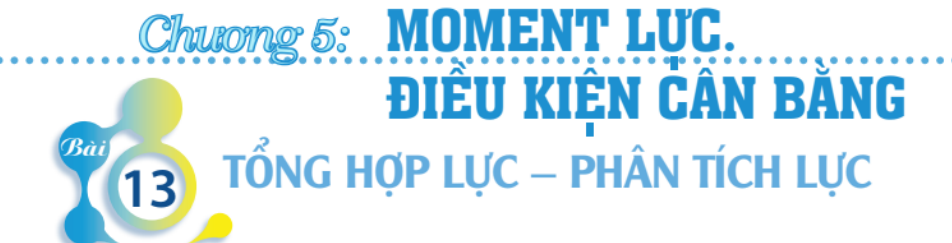 Chương 5: MOMENT LỰC.
ĐIỀU KIỆN CÂN BẰNG
Bài
13 TỔNG HỢP LỰC – PHÂN TÍCH LỰC